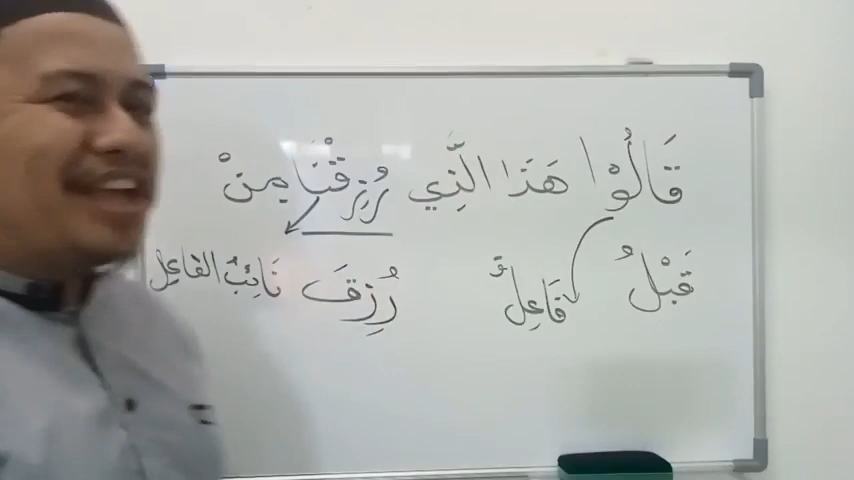 قَالُوْا هَذَا الَّذِي رُزِقْنَا مِنْ
قَبْلُ فَاعِلٌ رُزِقَ نَائِبُ الفَاعِلِ